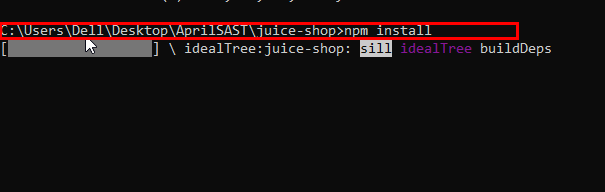 C:\Users\Dell\Desktop\AprilSAST\juice-shop>npm install
[                  ] \ idealTree:juice-shop: sill idealTree buildDeps